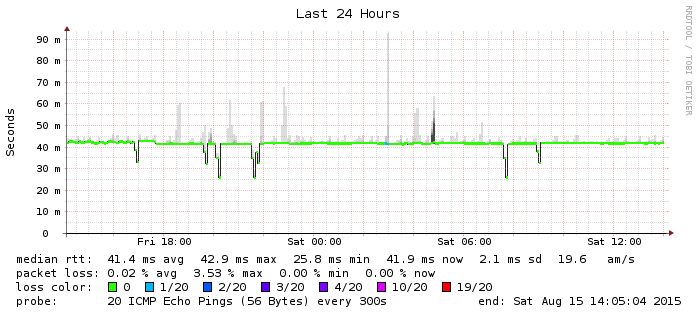 Last 24 Hours
RRDTOOL / TOBI OETIKER
Seconds
90 m
80 m
70 m
60 m
50 m
40 m
30 m
20 m
10 m
0
Fri 18:00 Sat 00:00 Sat 06:00 Sat 12:00
median rtt: 41.4 ms avg 42.9 ms max 25.8 ms min 41.9 ms now 2.1 ms sd 19.6 am/s
packet loss: 0.02 % avg 3.53 % max 0.00 % min 0.00 % now
loss color: 0 1/20 2/20 3/20 4/20 10/20 19/20
probe: 20 ICMP Echo Pings (56 Bytes) every 300s end: Sat Aug 15 14:05:04 2015